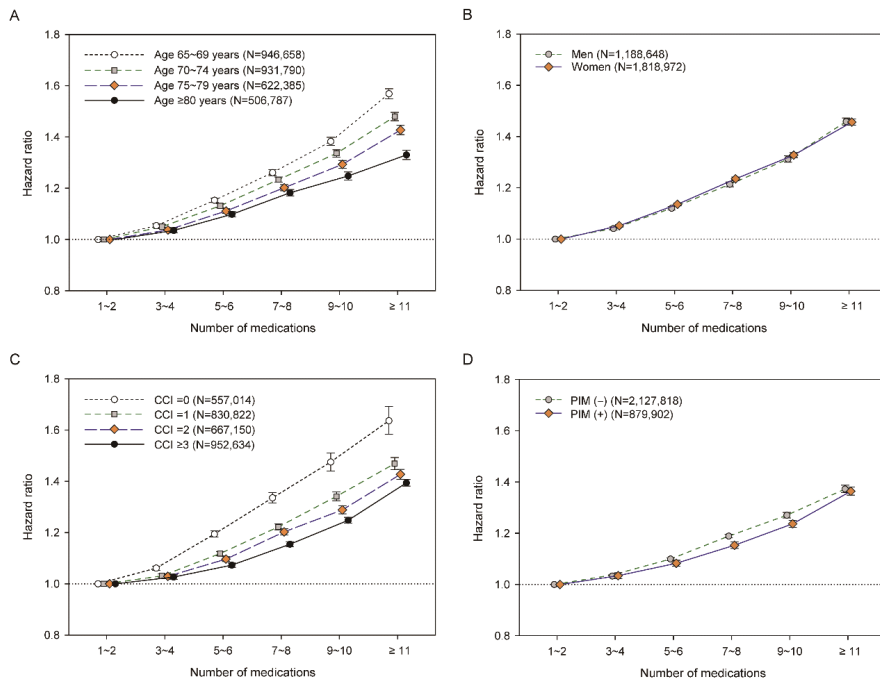 A
Age 65~69 years (N=946,658)
Age 70~74 years (N=931,790)
Age 75~79 years (N=622,385)
Age ≥80 years (N=506,787)
1.8
1.6
1.4
1.2
1.0
0.8
Hazard ratio
1~2 3~4 5~6 7~8 9~10 ≥ 11
Number of medications
B
Men (N=1,188,648)
Women (N=1,818,972)
1.8
1.6
1.4
1.2
1.0
0.8
Hazard ratio
1~2 3~4 5~6 7~8 9~10 ≥ 11
Number of medications
C
CCI =0 (N=557,014)
CCI =1 (N=830,822)
CCI =2 (N=667,150)
CCI ≥3 (N=952,634)
1.8
1.6
1.4
1.2
1.0
0.8
Hazard ratio
1~2 3~4 5~6 7~8 9~10 ≥ 11
Number of medications
D
PIM (−) (N=2,127,818)
PIM (+) (N=879,902)
1.8
1.6
1.4
1.2
1.0
0.8
Hazard ratio
1~2 3~4 5~6 7~8 9~10 ≥ 11
Number of medications